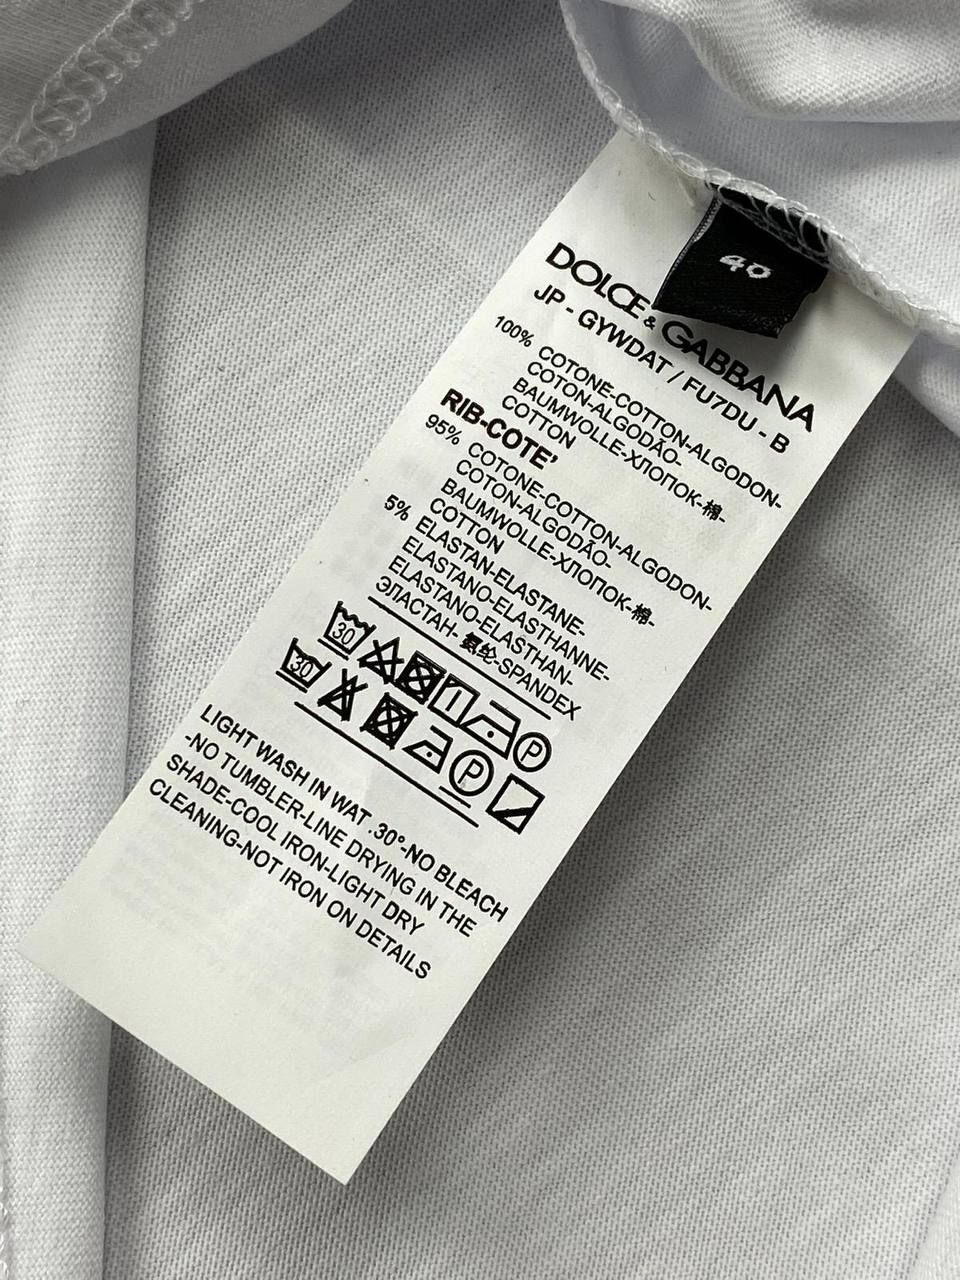 40
DOLCE & GABBANA
JP - GYWDAT / FU7DU - B
100% COTONE-COTTON-ALGODON-
COTON-ALGODÃO-
BAUMWOLLE-ХЛОПОК-棉-
COTTON
RIB-COTE'
95% COTONE-COTTON-ALGODON-
COTON-ALGODÃO-
BAUMWOLLE-ХЛОПОК-棉-
COTTON
5% ELASTAN-ELASTANE-
ELASTANO-ELASTHANNE-
ELASTANO-ELASTHAN-
ЭЛАСТАН- 氨纶-SPANDEX
30 P
30 P
LIGHT WASH IN WAT .30°-NO BLEACH
-NO TUMBLER-LINE DRYING IN THE
SHADE-COOL IRON-LIGHT DRY
CLEANING-NOT IRON ON DETAILS